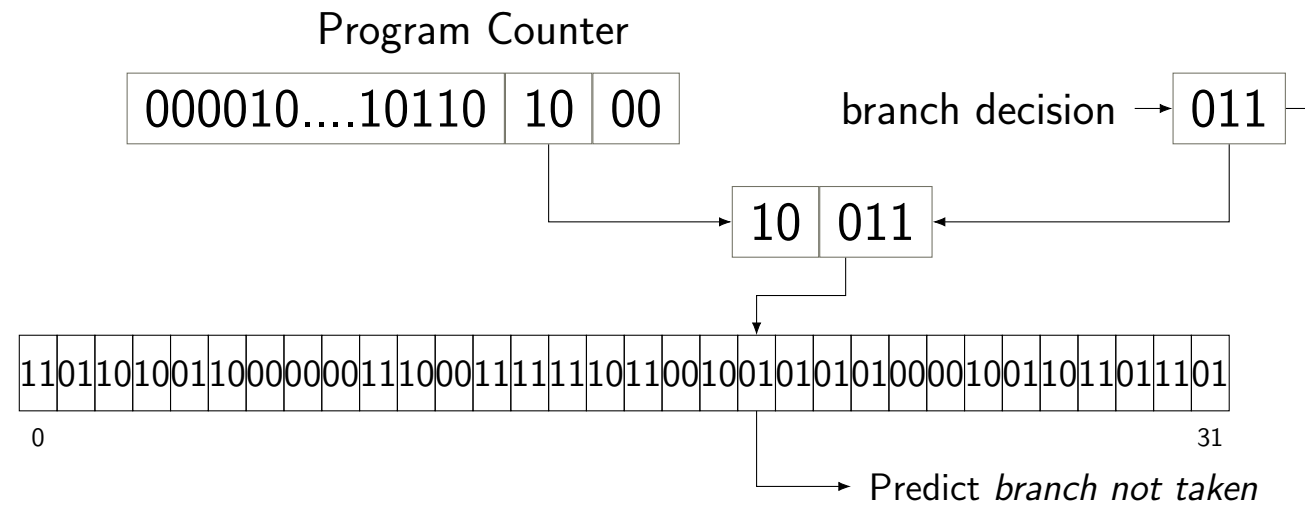 Program Counter
000010....10110 10 00
branch decision 011
10 011
11 01 10 10 01 10 00 00 00 11 10 00 11 11 11 10 11 00 10 01 01 01 01 00 00 10 01 10 11 01 11 01
0 31
Predict branch not taken